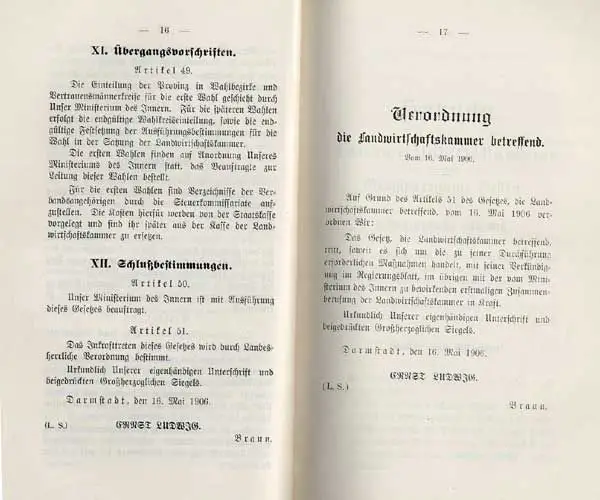 — 16 —
XI. Übergangsvorschriften.
Artikel 49.
Die Einteilung der Provinz in Wahlbezirke und
Vertrauensmännerkreise für die erste Wahl geschieht durch
Unser Ministerium des Innern. Für die späteren Wahlen
erfolgt die endgültige Wahlkreiseinteilung, sowie die end-
gültige Festsetzung der Ausführungsbestimmungen für die
Wahl in der Satzung der Landwirtschaftskammer.
Die ersten Wahlen finden auf Anordnung Unseres
Ministeriums des Innern statt, das Beauftragte zur
Leitung dieser Wahlen bestellt.
Für die ersten Wahlen sind Verzeichnisse der Ver-
bandsangehörigen durch die Steuerkommissariate auf-
zustellen. Die Kosten hierfür werden von der Staatskasse
vorgelegt und sind ihr später aus der Kasse der Land-
wirtschaftskammer zu ersetzen.
XII. Schlußbestimmungen.
Artikel 50.
Unser Ministerium des Innern ist mit Ausführung
dieses Gesetzes beauftragt.
Artikel 51.
Das Inkrafttreten dieses Gesetzes wird durch Landes-
herrliche Verordnung bestimmt.
Urkundlich Unserer eigenhändigen Unterschrift und
beigedrückten Großherzoglichen Siegels.
Darmstadt, den 16. Mai 1906.
(L. S.) ERNST LUDWIG.
Braun.
— 17 —
Verordnung
die Landwirtschaftskammer betreffend.
Vom 16. Mai 1906.
Auf Grund des Artikels 51 des Gesetzes, die Land-
wirtschaftskammer betreffend, vom 16. Mai 1906 ver-
ordnen Wir:
Das Gesetz, die Landwirtschaftskammer betreffend,
tritt, soweit es sich um die zu seiner Durchführung
erforderlichen Maßnahmen handelt, mit seiner Verkündigung
im Regierungsblatt, im übrigen mit der vom Mini-
sterium des Innern zu bewirkenden erstmaligen Zusammen-
berufung der Landwirtschaftskammer in Kraft.
Urkundlich Unserer eigenhändigen Unterschrift und
beigedrückten Großherzoglichen Siegels.
Darmstadt, den 16. Mai 1906.
ERNST LUDWIG.
(L. S.)
Braun.